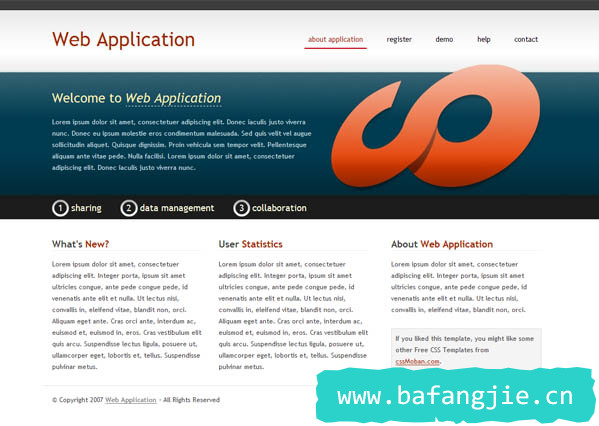 Web Application
about application register demo help contact
Welcome to Web Application
Lorem ipsum dolor sit amet, consectetuer adipiscing elit. Donec iaculis justo viverra
nunc. Donec eu ipsum molestie eros condimentum malesuada. Sed quis velit vel augue
sollicitudin aliquet. Quisque dignissim. Proin vehicula sem tempor velit. Pellentesque
aliquam ante vitae pede. Nulla facilisi. Lorem ipsum dolor sit amet, consectetuer
adipiscing elit. Donec iaculis justo viverra nunc.
1 sharing 2 data management 3 collaboration
What's New?
Lorem ipsum dolor sit amet, consectetuer
adipiscing elit. Integer porta, ipsum sit amet
ultricies congue, ante pede congue pede, id
venenatis ante elit et nulla. Ut lectus nisi,
convallis in, eleifend vitae, blandit non, orci.
Aliquam eget ante. Cras orci ante, interdum ac,
euismod et, euismod in, eros. Cras vestibulum elit
quis arcu. Suspendisse lectus ligula, posuere ut,
ullamcorper eget, lobortis et, tellus. Suspendisse
pulvinar metus.
User Statistics
Lorem ipsum dolor sit amet, consectetuer
adipiscing elit. Integer porta, ipsum sit amet
ultricies congue, ante pede congue pede, id
venenatis ante elit et nulla. Ut lectus nisi,
convallis in, eleifend vitae, blandit non, orci.
Aliquam eget ante. Cras orci ante, interdum ac,
euismod et, euismod in, eros. Cras vestibulum elit
quis arcu. Suspendisse lectus ligula, posuere ut,
ullamcorper eget, lobortis et, tellus. Suspendisse
pulvinar metus.
About Web Application
Lorem ipsum dolor sit amet, consectetuer
adipiscing elit. Integer porta, ipsum sit amet
ultricies congue, ante pede congue pede, id
venenatis ante elit et nulla. Ut lectus nisi,
convallis in, eleifend vitae, blandit non, orci.
If you liked this template, you might like some
other Free CSS Templates from
cssMoban.com.
© Copyright 2007 Web Application - All Rights Reserved
www.bafangjie.cn